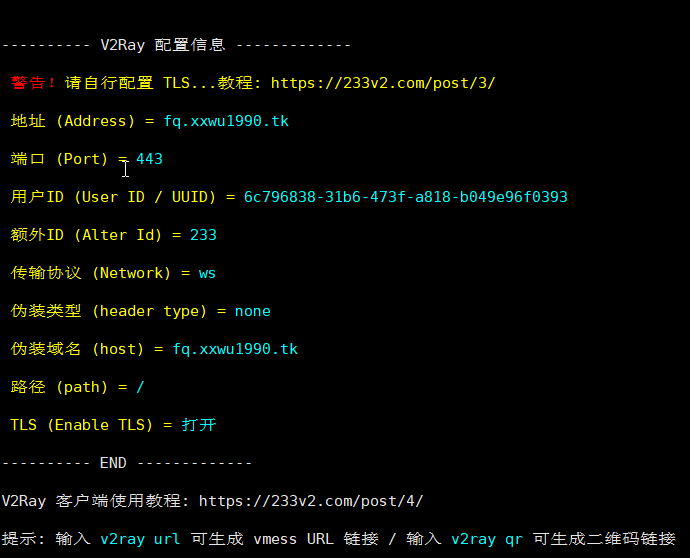 ---------- V2Ray 配置信息 -------------
警告! 请自行配置 TLS...教程: https://233v2.com/post/3/
地址 (Address) = fq.xxwu1990.tk
端口 (Port) = 443
用户ID (User ID / UUID) = 6c796838-31b6-473f-a818-b049e96f0393
额外ID (Alter Id) = 233
传输协议 (Network) = ws
伪装类型 (header type) = none
伪装域名 (host) = fq.xxwu1990.tk
路径 (path) = /
TLS (Enable TLS) = 打开
---------- END -------------
V2Ray 客户端使用教程: https://233v2.com/post/4/
提示: 输入 v2ray url 可生成 vmess URL 链接 / 输入 v2ray qr 可生成二维码链接